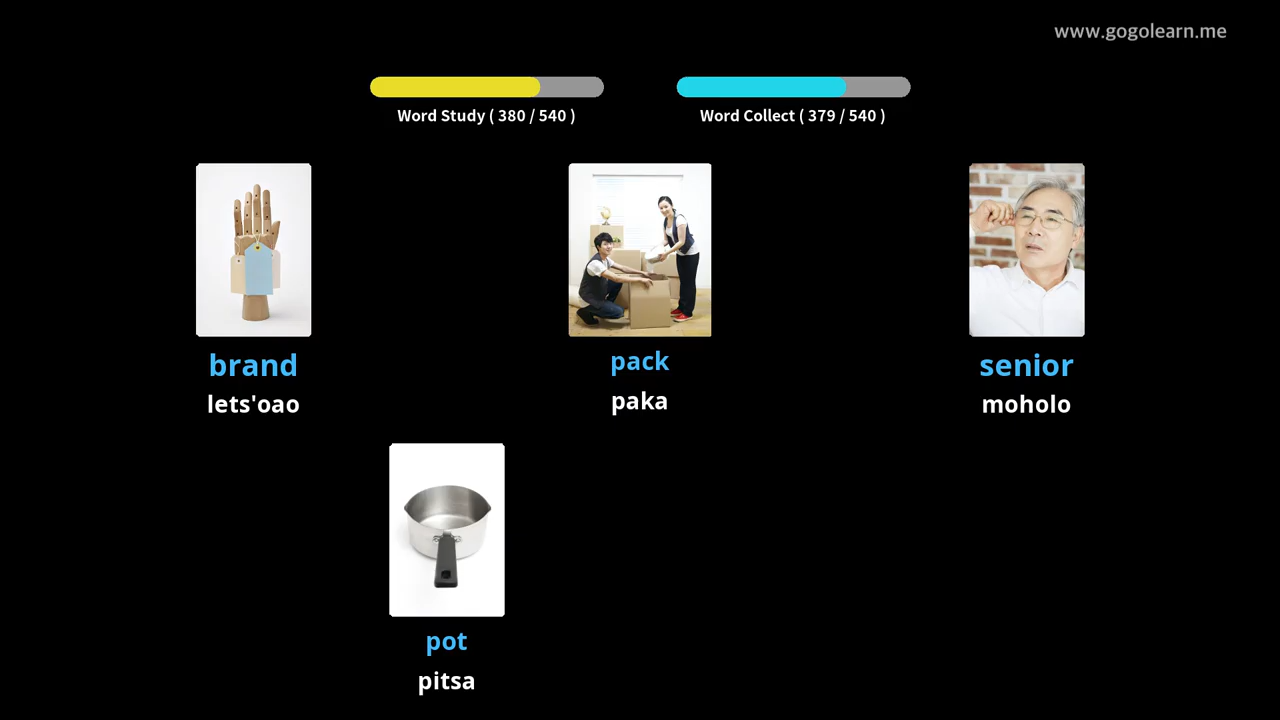 www.gogolearn.me
Word Study ( 380 / 540 )
Word Collect ( 379 / 540 )
brand
lets'oao
pack
paka
senior
moholo
pot
pitsa